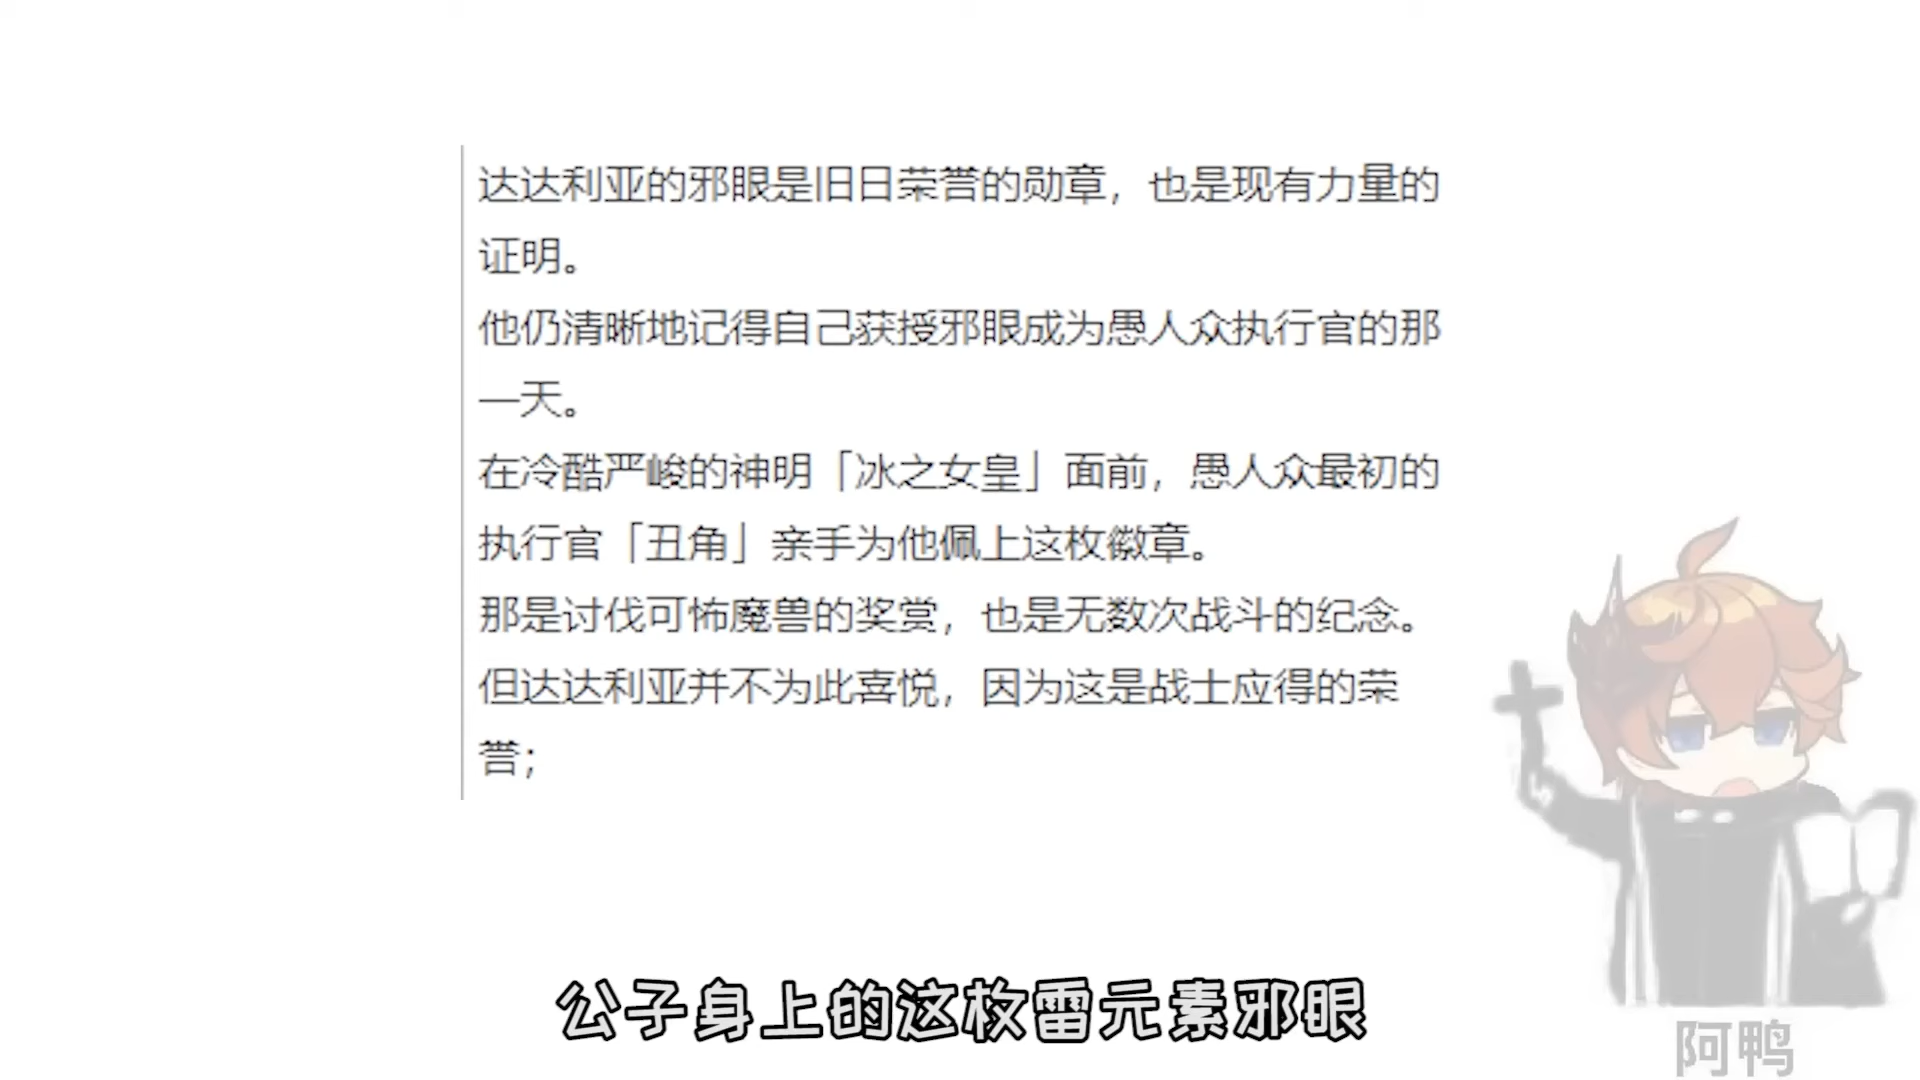 达达利亚的邪眼是旧日荣誉的勋章，也是现有力量的
证明。
他仍清晰地记得自己获授邪眼成为愚人众执行官的那
一天。
在冷酷严峻的神明「冰之女皇」面前，愚人众最初的
执行官「丑角」亲手为他佩上这枚徽章。
那是讨伐可怖魔兽的奖赏，也是无数次战斗的纪念。
但达达利亚并不为此喜悦，因为这是战士应得的荣
誉；
公子身上的这枚雷元素邪眼
阿鸭